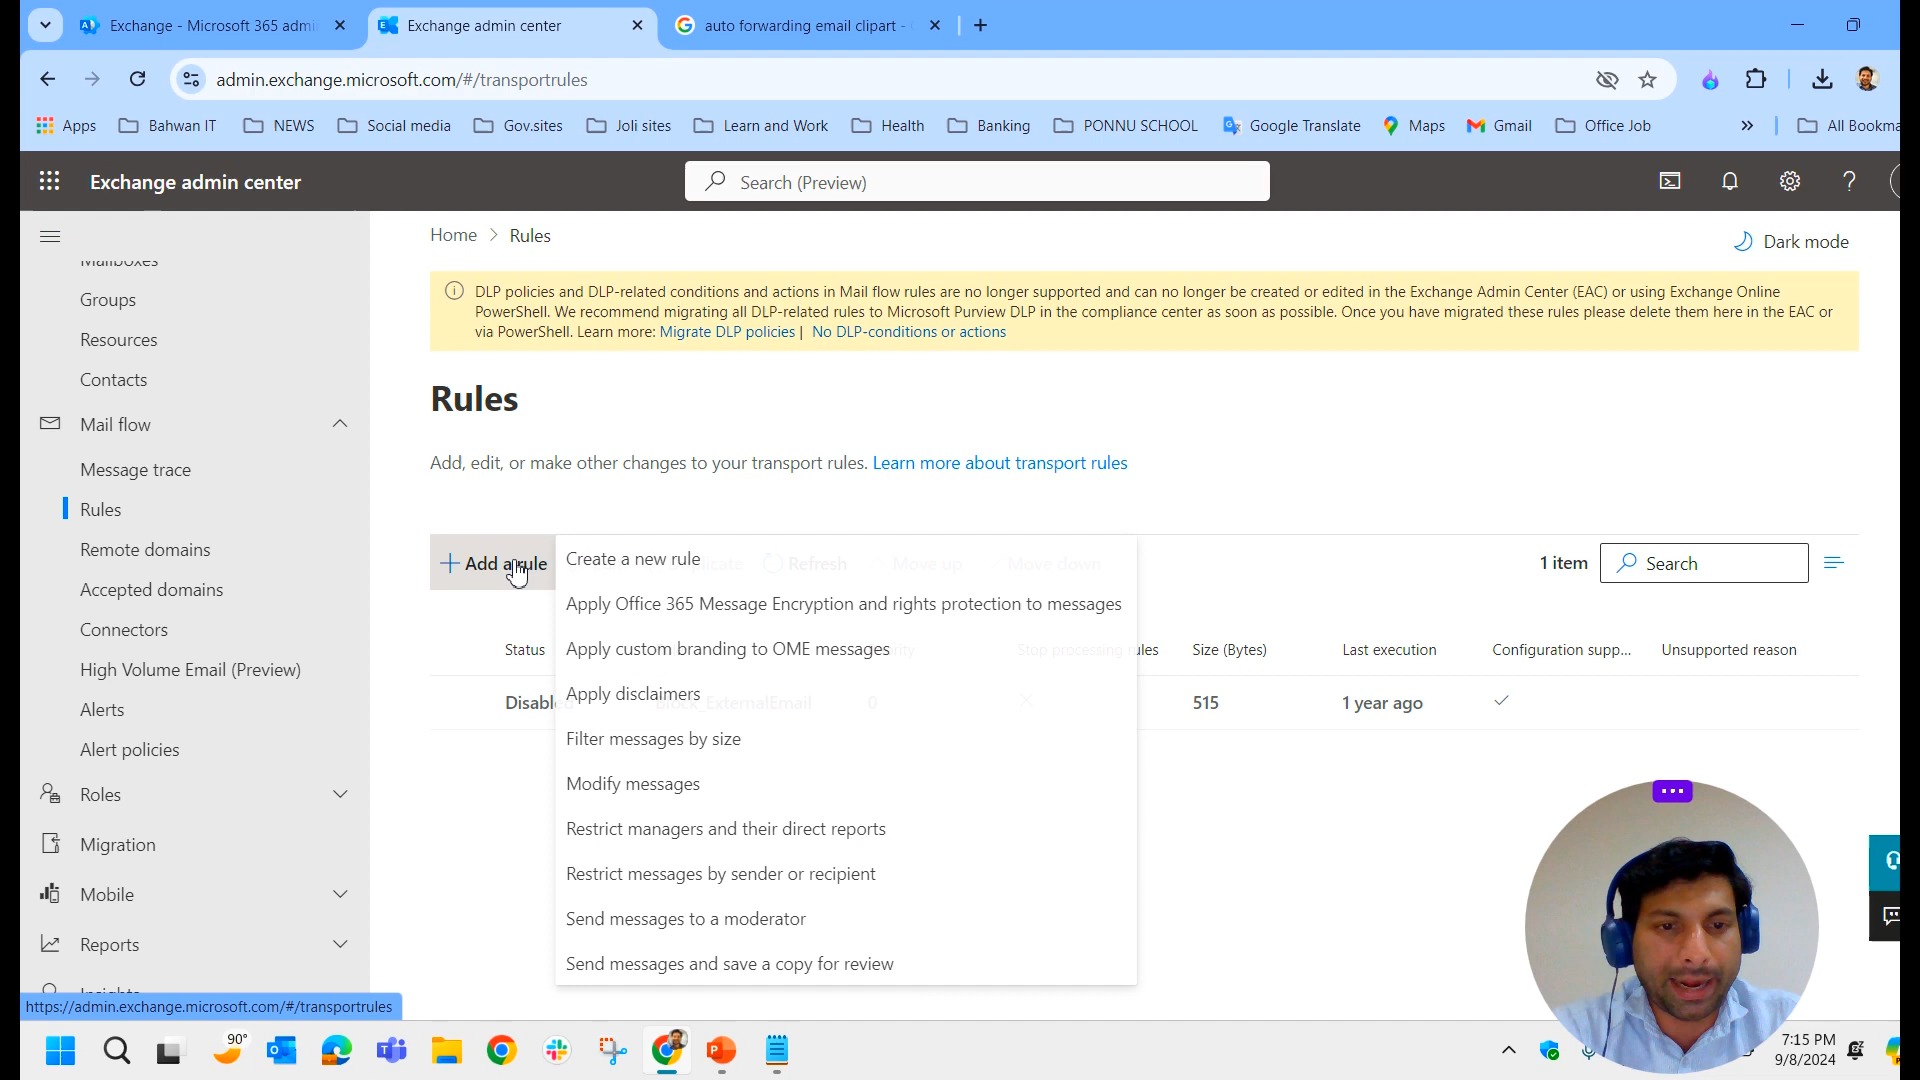 Exchange - Microsoft 365 admi
Exchange admin center
auto forwarding email clipart -
admin.exchange.microsoft.com/#/transportrules
Apps
Bahwan IT
NEWS
Social media
Gov.sites
Joli sites
Learn and Work
Health
Banking
PONNU SCHOOL
Google Translate
Maps
Gmail
Office Job
All Bookma
Exchange admin center
Search (Preview)
Home > Rules
Dark mode
DLP policies and DLP-related conditions and actions in Mail flow rules are no longer supported and can no longer be created or edited in the Exchange Admin Center (EAC) or using Exchange Online
PowerShell. We recommend migrating all DLP-related rules to Microsoft Purview DLP in the compliance center as soon as possible. Once you have migrated these rules please delete them here in the EAC or
via PowerShell. Learn more: Migrate DLP policies | No DLP-conditions or actions
Rules
Add, edit, or make other changes to your transport rules. Learn more about transport rules
Mailboxes
Groups
Resources
Contacts
Mail flow
Message trace
Rules
Remote domains
Accepted domains
Connectors
High Volume Email (Preview)
Alerts
Alert policies
Roles
Migration
Mobile
Reports
Insights
https://admin.exchange.microsoft.com/#/transportrules
Add a rule
Refresh
Move up
Move down
1 item
Search
Create a new rule
Apply Office 365 Message Encryption and rights protection to messages
Apply custom branding to OME messages
Apply disclaimers
Filter messages by size
Modify messages
Restrict managers and their direct reports
Restrict messages by sender or recipient
Send messages to a moderator
Send messages and save a copy for review
Status
Stop processing rules
Size (Bytes)
Last execution
Configuration supp...
Unsupported reason
Disabled
Block_ExternalEmail
0
515
1 year ago
90°
7:15 PM
9/8/2024